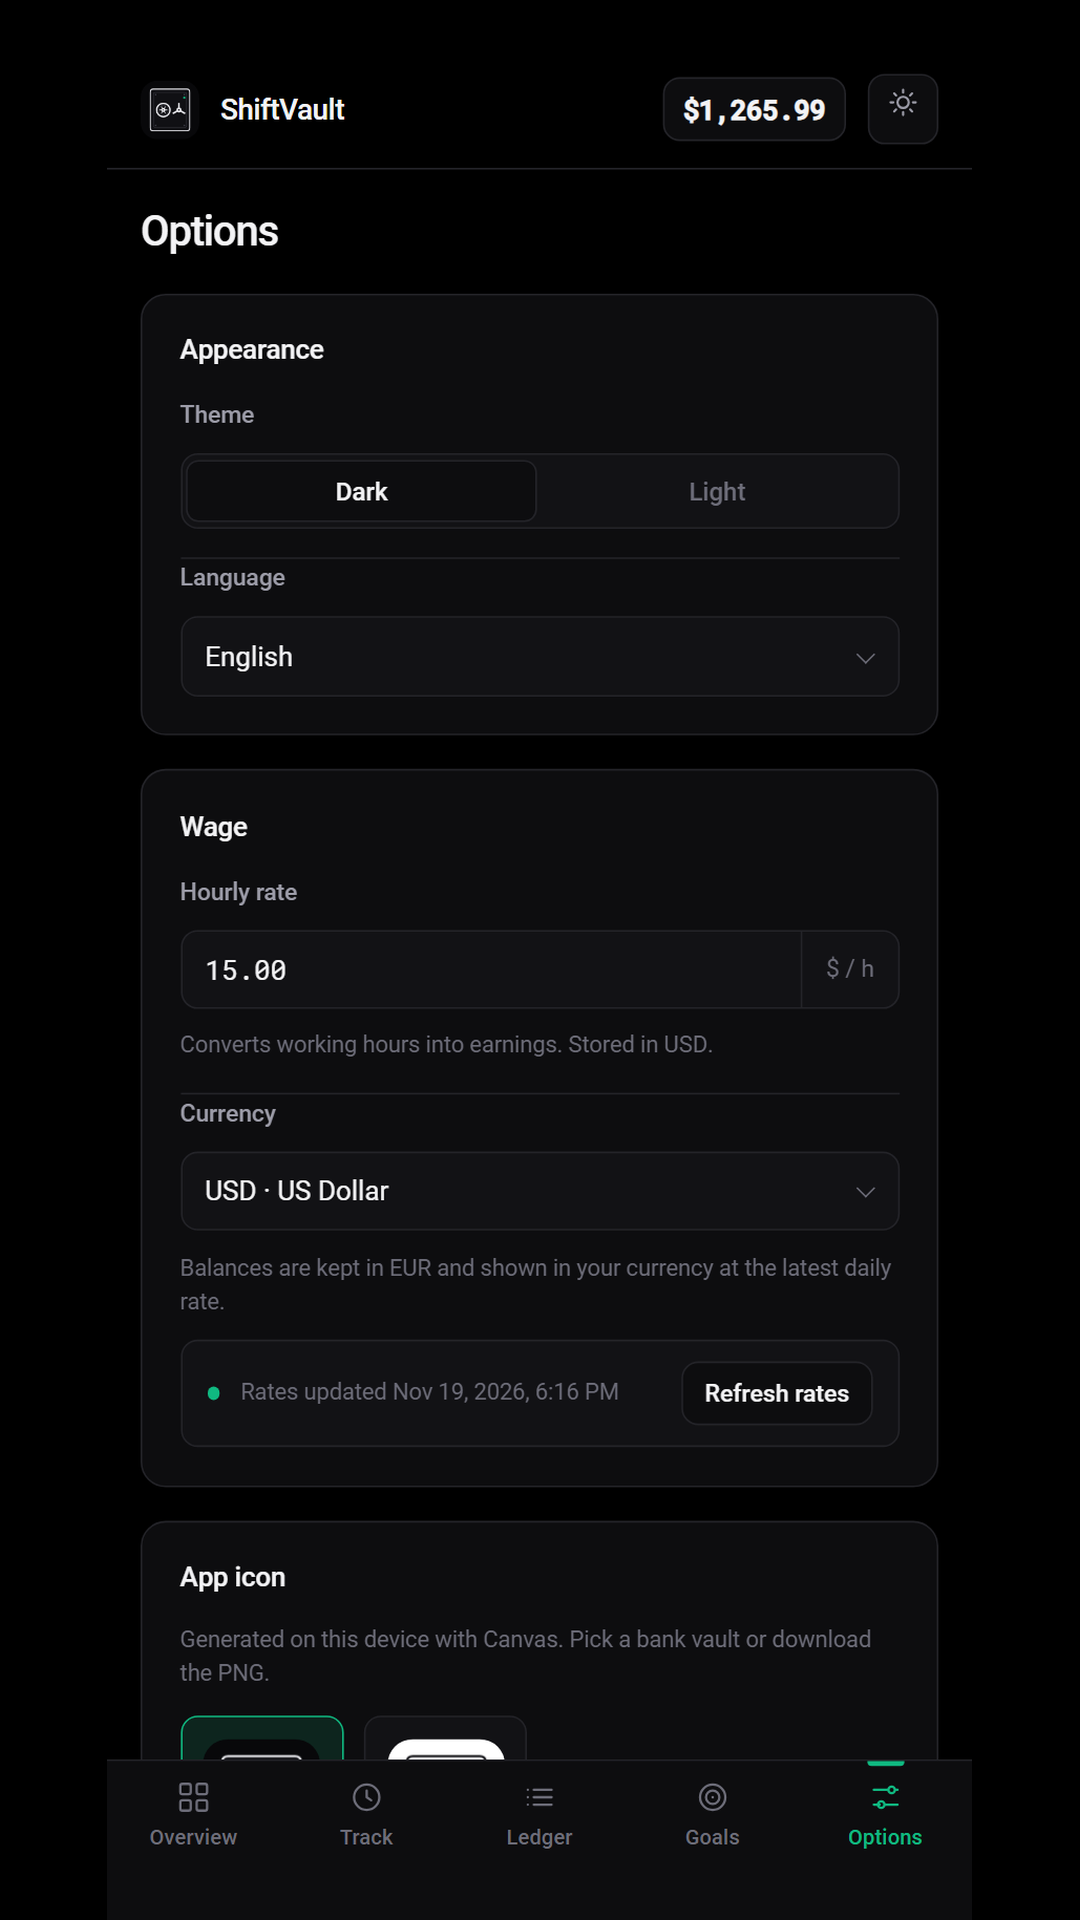 ShiftVault
$1,265.99
Options
Appearance
Theme
Dark
Light
Language
English
Wage
Hourly rate
15.00
$ / h
Converts working hours into earnings. Stored in USD.
Currency
USD · US Dollar
Balances are kept in EUR and shown in your currency at the latest daily
rate.
Rates updated Nov 19, 2026, 6:16 PM
Refresh rates
App icon
Generated on this device with Canvas. Pick a bank vault or download
the PNG.
Overview
Track
Ledger
Goals
Options